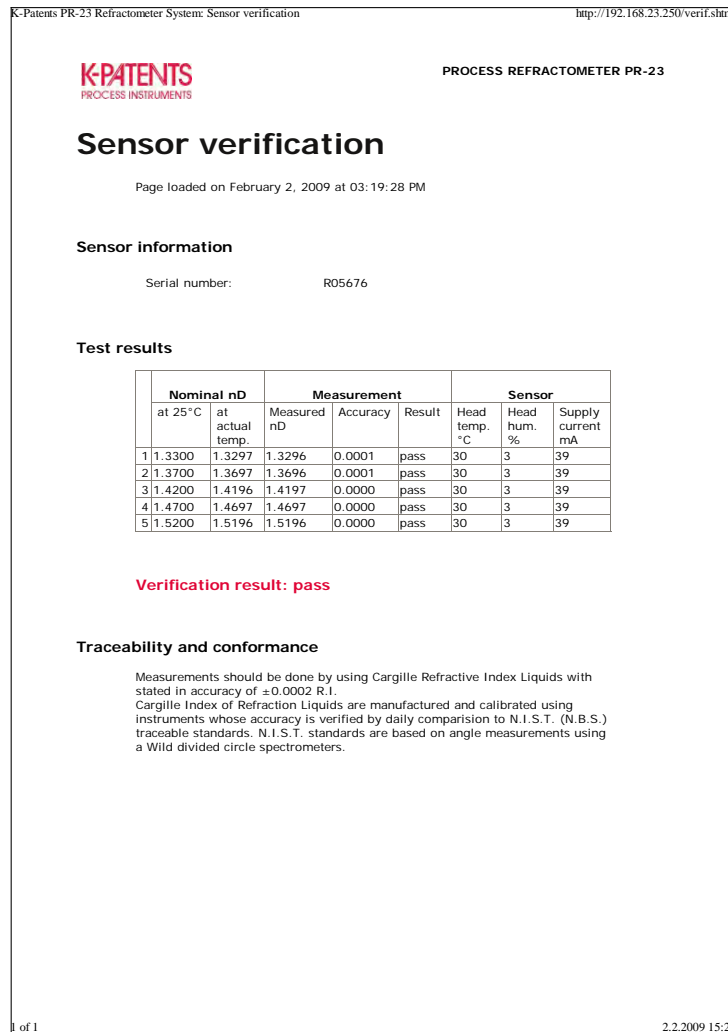 K-Patents PR-23 Refractometer System: Sensor verification http://192.168.23.250/verif.shtm
K-PATENTS
PROCESS INSTRUMENTS
PROCESS REFRACTOMETER PR-23
Sensor verification
Page loaded on February 2, 2009 at 03:19:28 PM
Sensor information
Serial number: R05676
Test results
Nominal nD Measurement Sensor
at 25°C at actual temp. Measured nD Accuracy Result Head temp. °C Head hum. % Supply current mA
1 1.3300 1.3297 1.3296 0.0001 pass 30 3 39
2 1.3700 1.3697 1.3696 0.0001 pass 30 3 39
3 1.4200 1.4196 1.4197 0.0000 pass 30 3 39
4 1.4700 1.4697 1.4697 0.0000 pass 30 3 39
5 1.5200 1.5196 1.5196 0.0000 pass 30 3 39
Verification result: pass
Traceability and conformance
Measurements should be done by using Cargille Refractive Index Liquids with
stated in accuracy of ±0.0002 R.I.
Cargille Index of Refraction Liquids are manufactured and calibrated using
instruments whose accuracy is verified by daily comparision to N.I.S.T. (N.B.S.)
traceable standards. N.I.S.T. standards are based on angle measurements using
a Wild divided circle spectrometers.
1 of 1 2.2.2009 15:2